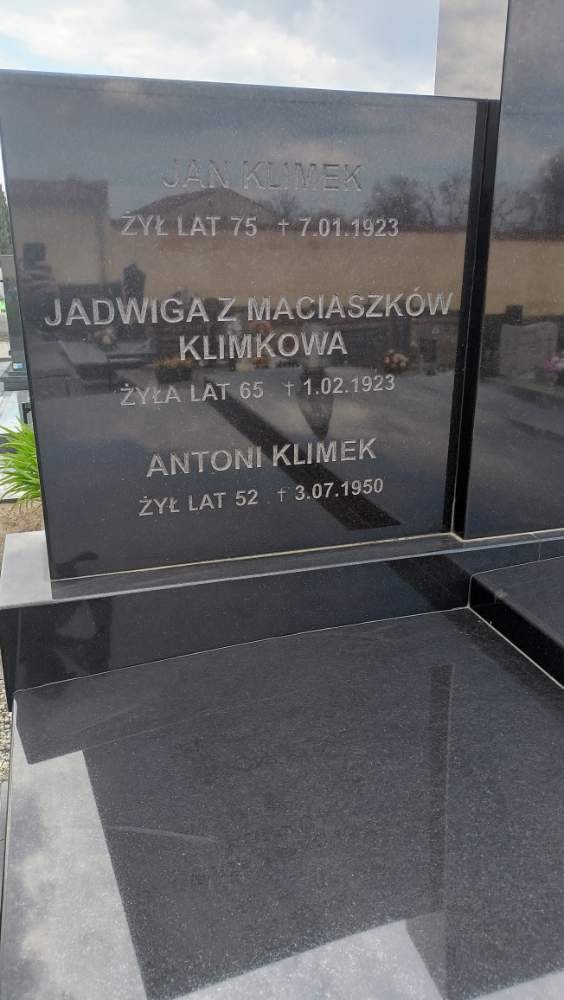 JAN KLIMEK
ŻYŁ LAT 75 † 7.01.1923
JADWIGA Z MACIASZKÓW
KLIMKOWA
ŻYŁA LAT 65 † 1.02.1923
ANTONI KLIMEK
ŻYŁ LAT 52 † 3.07.1950